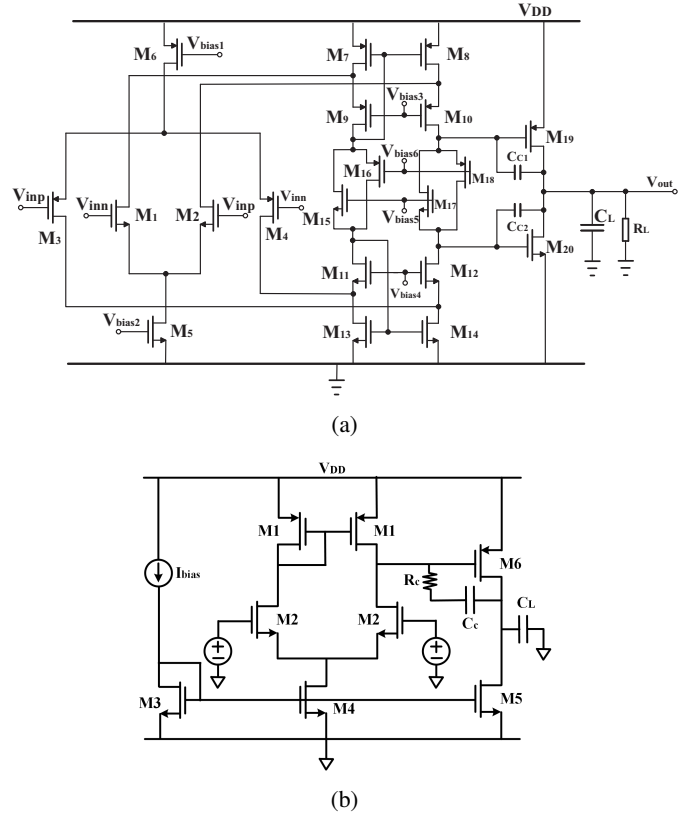 VDD
M6
Vbias1
M7
M8
Vbias3
M9
M10
M19
CC1
Vbias6
M16
M18
Vout
Vinp
Vinn
M1
M2
Vinp
Vinn
M3
M4
M15
M17
Vbias5
CC2
CL
RL
M20
M11
M12
Vbias4
Vbias2
M5
M13
M14
(a)
VDD
M1
M1
M6
Ibias
Rc
Cc
CL
M2
M2
M3
M4
M5
(b)